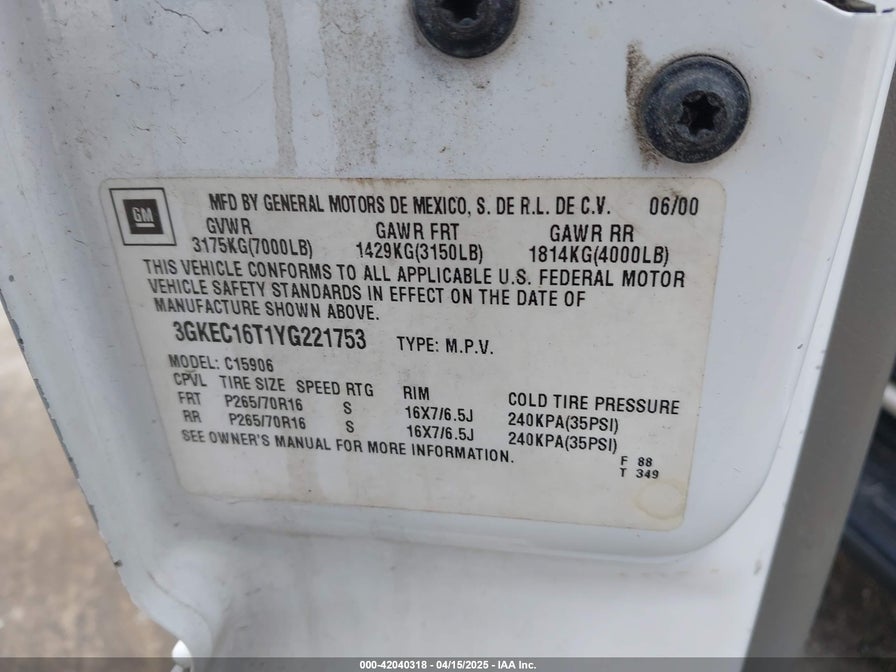 GM
MFD BY GENERAL MOTORS DE MEXICO, S. DE R.L. DE C.V. 06/00
GVWR GAWR FRT GAWR RR
3175KG(7000LB) 1429KG(3150LB) 1814KG(4000LB)
THIS VEHICLE CONFORMS TO ALL APPLICABLE U.S. FEDERAL MOTOR
VEHICLE SAFETY STANDARDS IN EFFECT ON THE DATE OF
MANUFACTURE SHOWN ABOVE.
3GKEC16T1YG221753 TYPE: M.P.V.
MODEL: C15906
CPVL TIRE SIZE SPEED RTG RIM COLD TIRE PRESSURE
FRT P265/70R16 S 16X7/6.5J 240KPA(35PSI)
RR P265/70R16 S 16X7/6.5J 240KPA(35PSI)
SEE OWNER'S MANUAL FOR MORE INFORMATION.
F 88
T 349
000-42040318 - 04/15/2025 - IAA Inc.